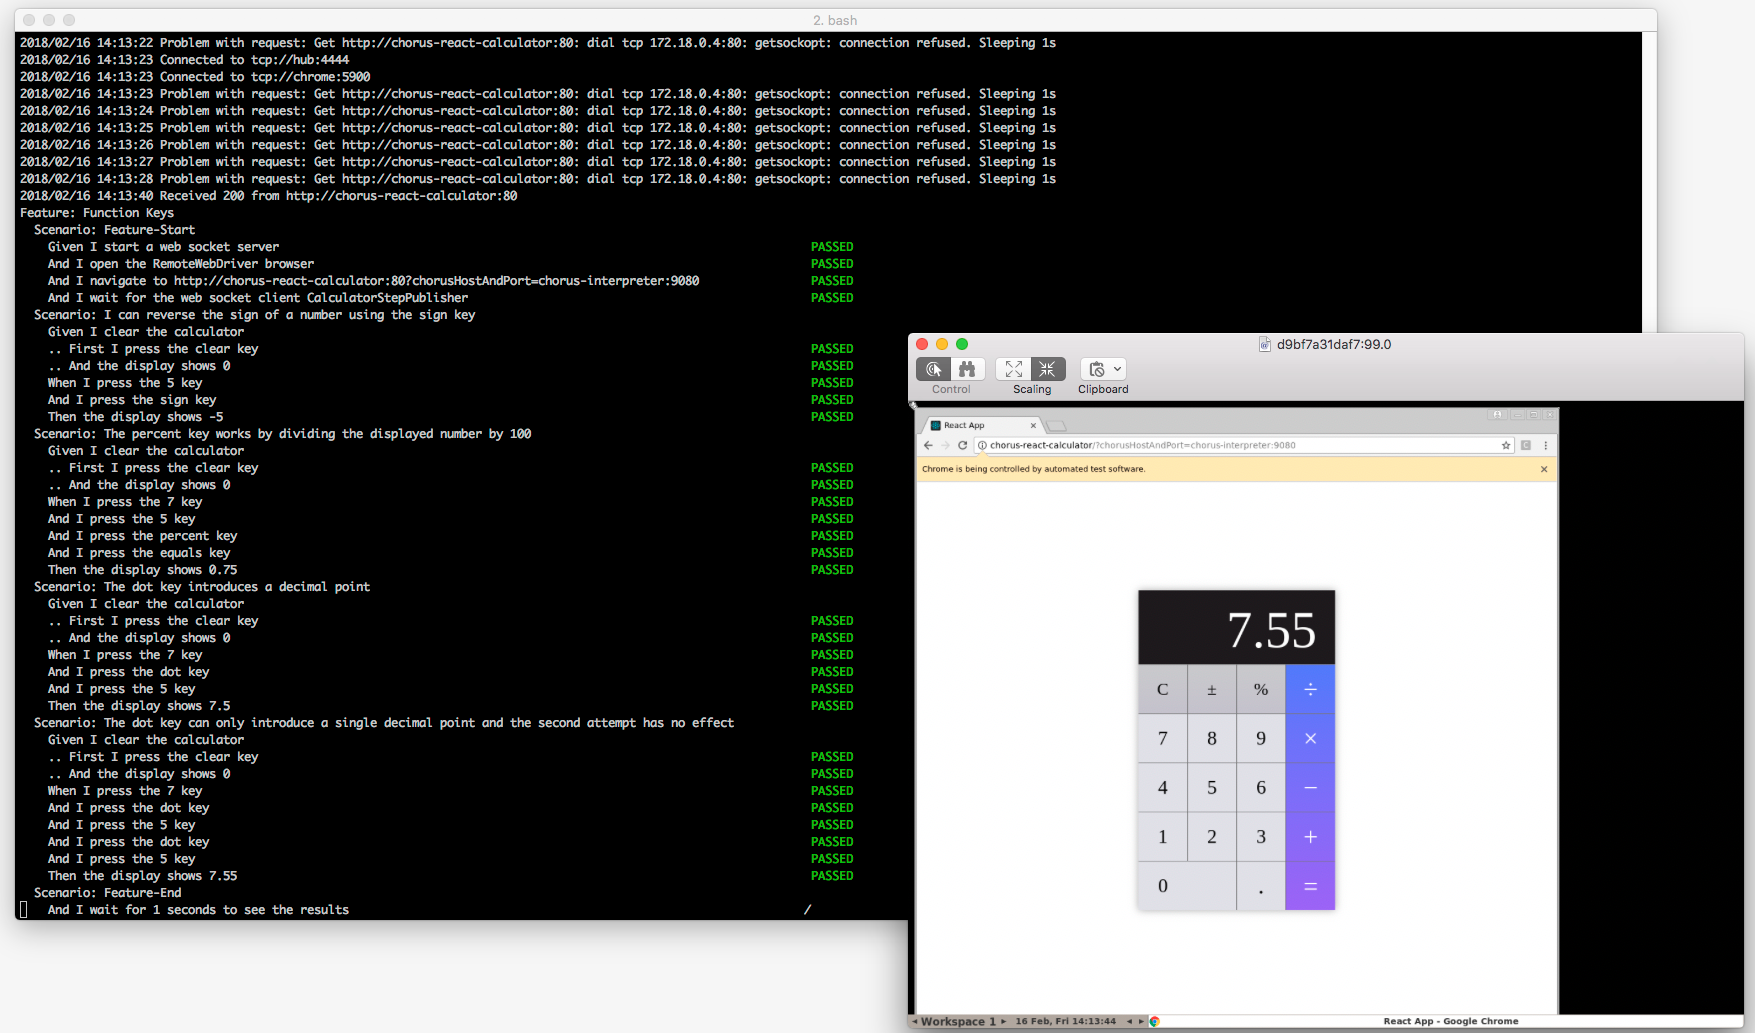 2. bash
2018/02/16 14:13:22 Problem with request: Get http://chorus-react-calculator:80: dial tcp 172.18.0.4:80: getsockopt: connection refused. Sleeping 1s
2018/02/16 14:13:23 Connected to tcp://hub:4444
2018/02/16 14:13:23 Connected to tcp://chrome:5900
2018/02/16 14:13:23 Problem with request: Get http://chorus-react-calculator:80: dial tcp 172.18.0.4:80: getsockopt: connection refused. Sleeping 1s
2018/02/16 14:13:24 Problem with request: Get http://chorus-react-calculator:80: dial tcp 172.18.0.4:80: getsockopt: connection refused. Sleeping 1s
2018/02/16 14:13:25 Problem with request: Get http://chorus-react-calculator:80: dial tcp 172.18.0.4:80: getsockopt: connection refused. Sleeping 1s
2018/02/16 14:13:26 Problem with request: Get http://chorus-react-calculator:80: dial tcp 172.18.0.4:80: getsockopt: connection refused. Sleeping 1s
2018/02/16 14:13:27 Problem with request: Get http://chorus-react-calculator:80: dial tcp 172.18.0.4:80: getsockopt: connection refused. Sleeping 1s
2018/02/16 14:13:28 Problem with request: Get http://chorus-react-calculator:80: dial tcp 172.18.0.4:80: getsockopt: connection refused. Sleeping 1s
2018/02/16 14:13:40 Received 200 from http://chorus-react-calculator:80
Feature: Function Keys
Scenario: Feature-Start
Given I start a web socket server PASSED
And I open the RemoteWebDriver browser PASSED
And I navigate to http://chorus-react-calculator:80?chorusHostAndPort=chorus-interpreter:9080 PASSED
And I wait for the web socket client CalculatorStepPublisher PASSED
Scenario: I can reverse the sign of a number using the sign key
Given I clear the calculator
.. First I press the clear key PASSED
.. And the display shows 0 PASSED
When I press the 5 key PASSED
And I press the sign key PASSED
Then the display shows -5 PASSED
Scenario: The percent key works by dividing the displayed number by 100
Given I clear the calculator
.. First I press the clear key PASSED
.. And the display shows 0 PASSED
When I press the 7 key PASSED
And I press the 5 key PASSED
And I press the percent key PASSED
And I press the equals key PASSED
Then the display shows 0.75 PASSED
Scenario: The dot key introduces a decimal point
Given I clear the calculator
.. First I press the clear key PASSED
.. And the display shows 0 PASSED
When I press the 7 key PASSED
And I press the dot key PASSED
And I press the 5 key PASSED
Then the display shows 7.5 PASSED
Scenario: The dot key can only introduce a single decimal point and the second attempt has no effect
Given I clear the calculator
.. First I press the clear key PASSED
.. And the display shows 0 PASSED
When I press the 7 key PASSED
And I press the dot key PASSED
And I press the 5 key PASSED
And I press the dot key PASSED
And I press the 5 key PASSED
Then the display shows 7.55 PASSED
Scenario: Feature-End
And I wait for 1 seconds to see the results /
d9bf7a31daf7:99.0
Control Scaling Clipboard
React App
chorus-react-calculator/?chorusHostAndPort=chorus-interpreter:9080
Chrome is being controlled by automated test software.
7.55
C ± % ÷
7 8 9 ×
4 5 6 −
1 2 3 +
0 . =
Workspace 1 16 Feb, Fri 14:13:44 React App - Google Chrome